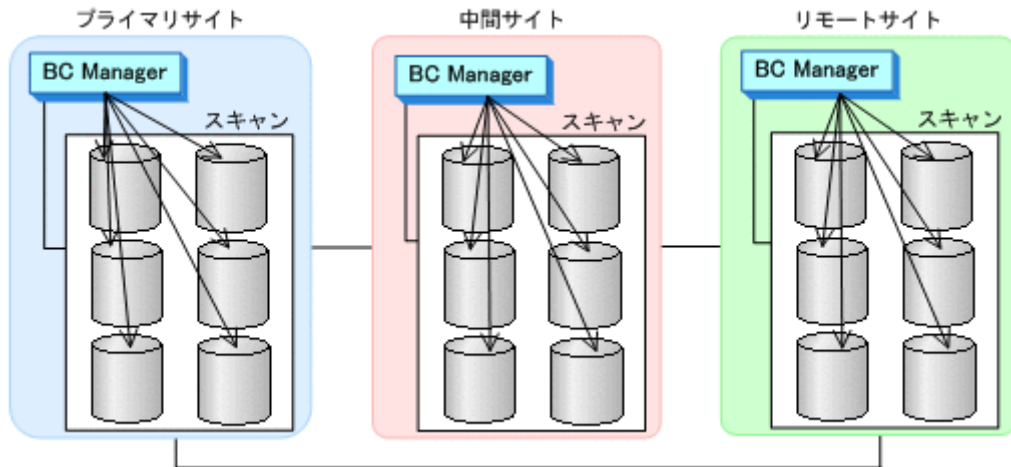 プライマリサイト
中間サイト
リモートサイト
BC Manager
BC Manager
BC Manager
スキャン
スキャン
スキャン